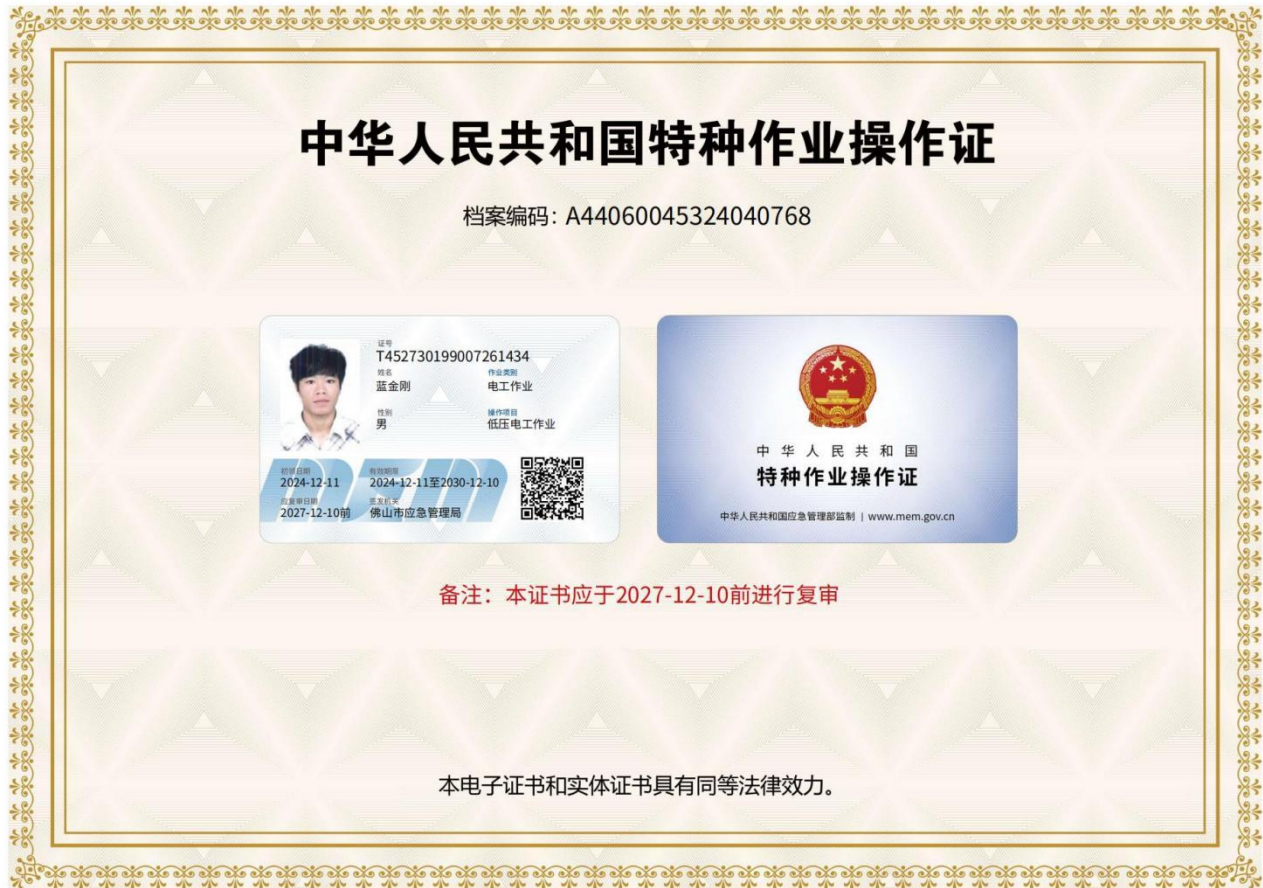 中华人民共和国特种作业操作证
档案编码：A44060045324040768
证号
T452730199007261434
姓名 作业类别
蓝金刚 电工作业
性别 操作项目
男 低压电工作业
初领日期 有效期限
2024-12-11 2024-12-11至2030-12-10
应复审日期 签发机关
2027-12-10前 佛山市应急管理局
中华人民共和国
特种作业操作证
中华人民共和国应急管理部监制 | www.mem.gov.cn
备注：本证书应于2027-12-10前进行复审
本电子证书和实体证书具有同等法律效力。